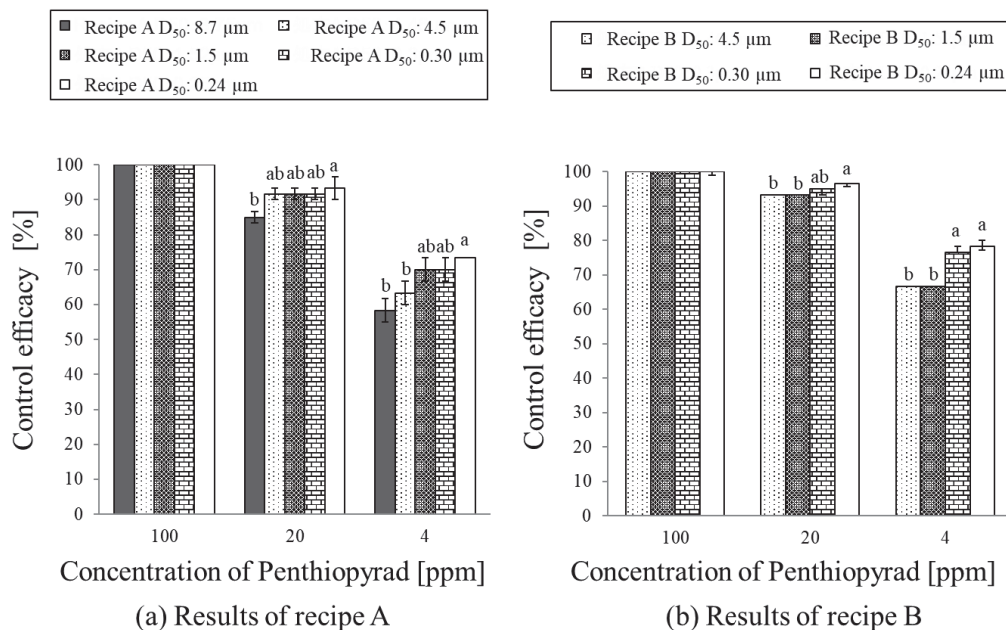 Recipe A D50: 8.7 µm
Recipe A D50: 4.5 µm
Recipe A D50: 1.5 µm
Recipe A D50: 0.30 µm
Recipe A D50: 0.24 µm
Control efficacy [%]
100
90
80
70
60
50
40
30
20
10
0
b ab ab ab a
b b ab ab a
100 20 4
Concentration of Penthiopyrad [ppm]
(a) Results of recipe A
Recipe B D50: 4.5 µm
Recipe B D50: 1.5 µm
Recipe B D50: 0.30 µm
Recipe B D50: 0.24 µm
Control efficacy [%]
100
90
80
70
60
50
40
30
20
10
0
b b ab a
b b a a
100 20 4
Concentration of Penthiopyrad [ppm]
(b) Results of recipe B